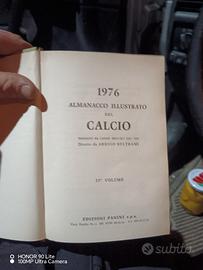 1976
ALMANACCO ILLUSTRATO
DEL
CALCIO
Diretto da ARRIGO BELTRAMI
35° VOLUME
EDIZIONI PANINI s.p.a.
subito
HONOR 90 Lite
100MP Ultra Camera